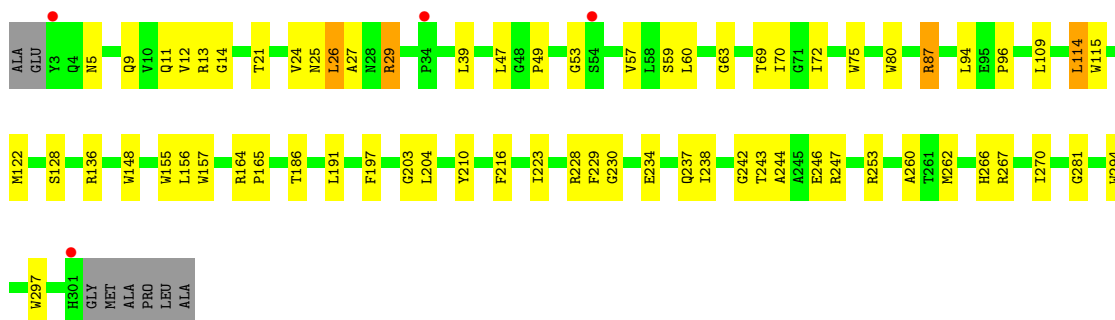 ALA GLU Y3 Q4 N5 Q9 V10 Q11 V12 R13 G14 T21 V24 N25 L26 A27 N28 R29 P34 L39 L47 G48 P49 G53 S54 V57 L58 S59 L60 G63 T69 I70 G71 I72 W75 W80 R87 L94 E95 P96 L109 L114 W115
M122 S128 R136 W148 W155 L156 W157 R164 P165 T186 L191 F197 G203 L204 Y210 F216 I223 R228 F229 G230 E234 Q237 I238 G242 T243 A244 A245 E246 R247 R253 A260 T261 M262 H266 R267 I270 G281
W297 H301 GLY MET ALA PRO LEU ALA